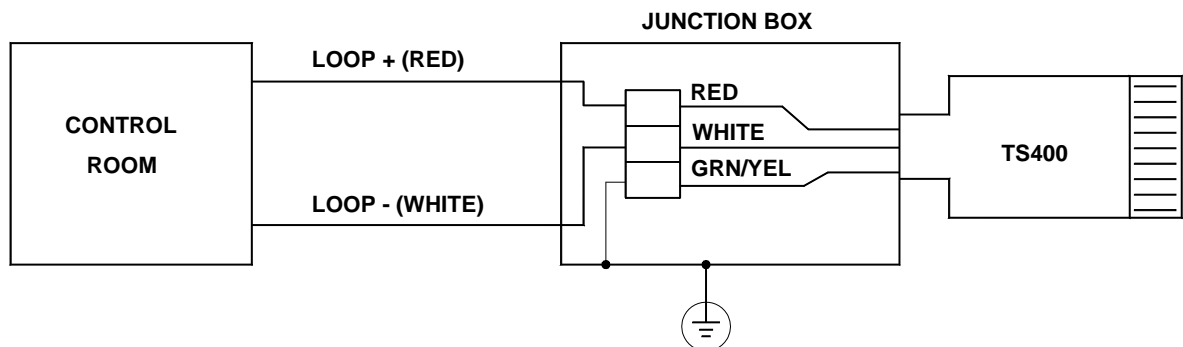 JUNCTION BOX
LOOP + (RED)
RED
CONTROL
ROOM
WHITE
TS400
GRN/YEL
LOOP - (WHITE)